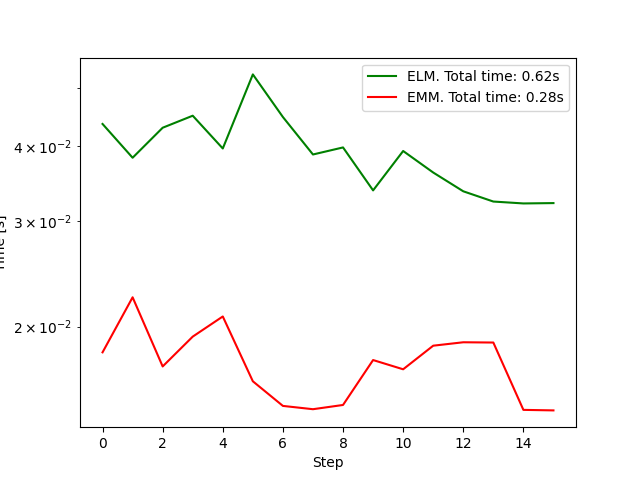 ELM. Total time: 0.62s
EMM. Total time: 0.28s
4 × 10⁻²
3 × 10⁻²
2 × 10⁻²
0 2 4 6 8 10 12 14
Step